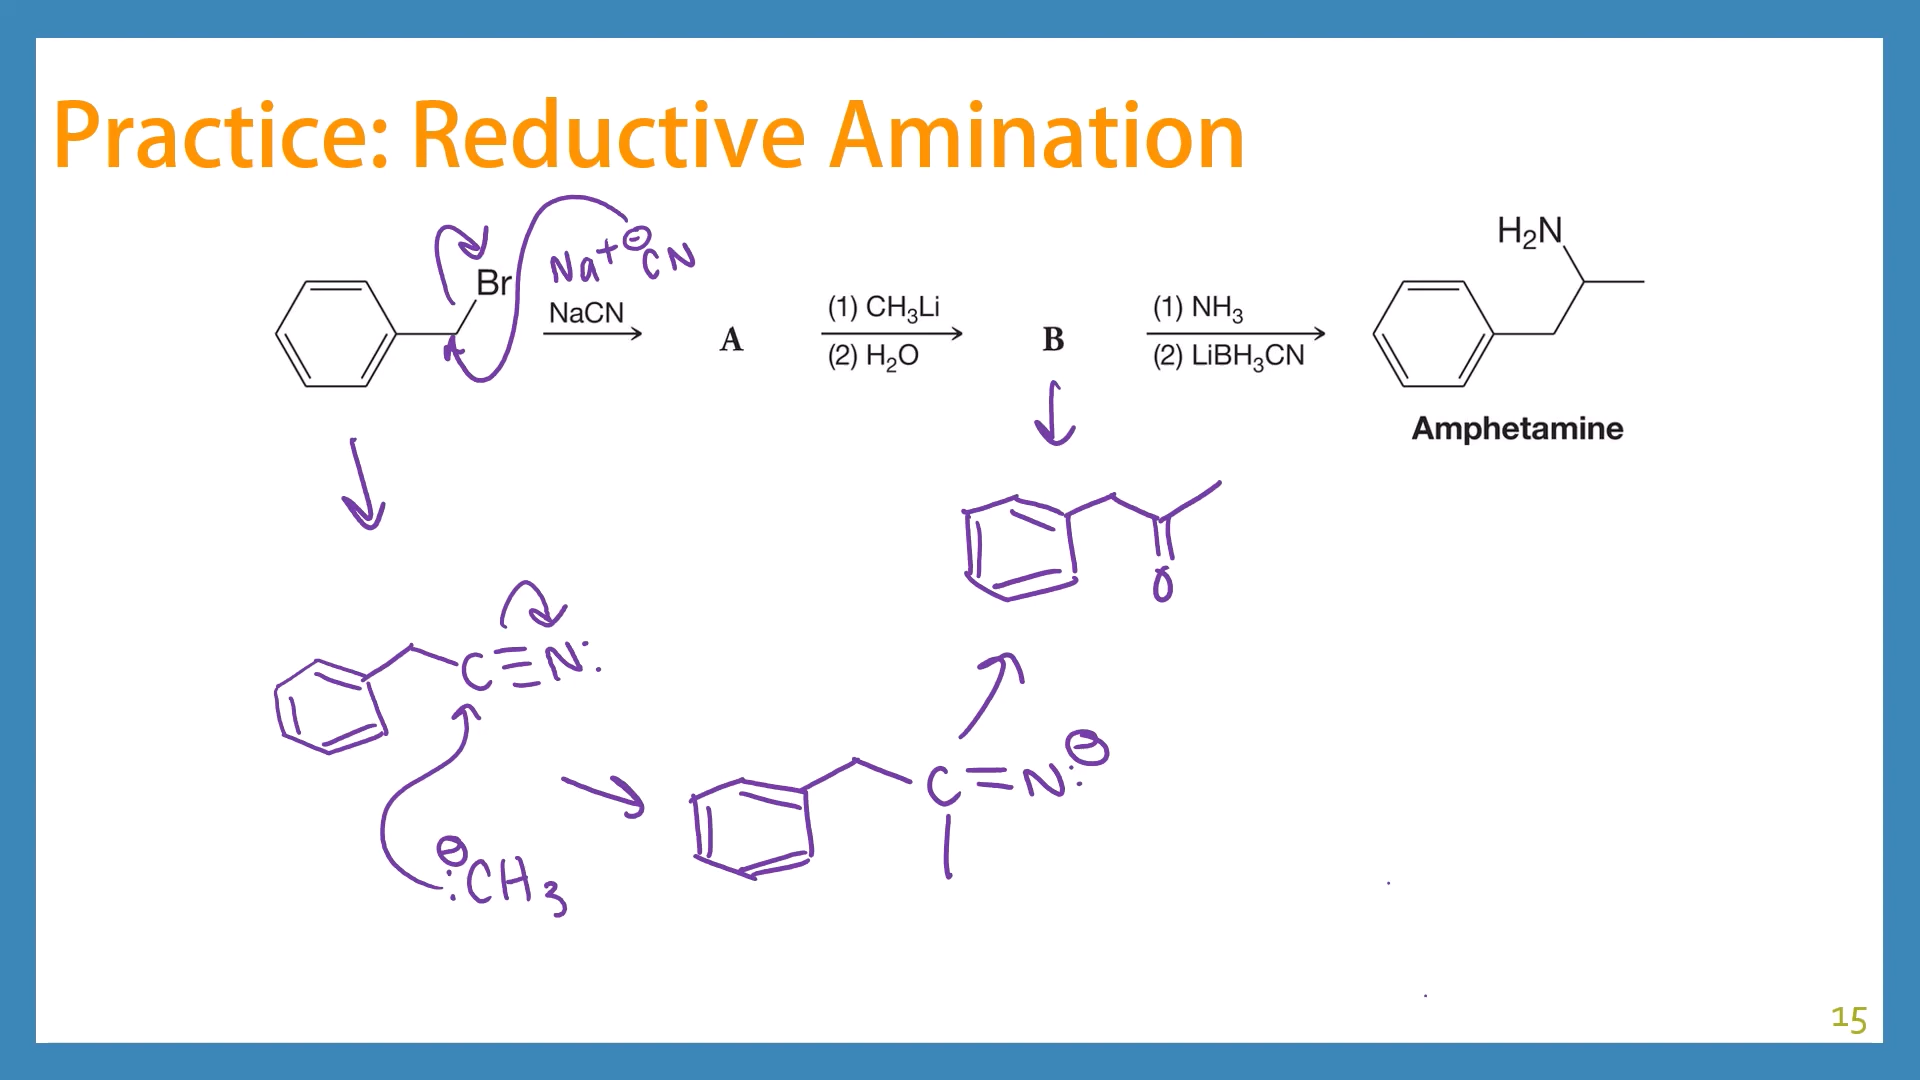 Practice: Reductive Amination
Na⁺ ⊖CN
Br
NaCN
A
(1) CH₃Li
(2) H₂O
B
(1) NH₃
(2) LiBH₃CN
H₂N
Amphetamine
O
C≡N:
⊖
:CH₃
C=N:⊖
15